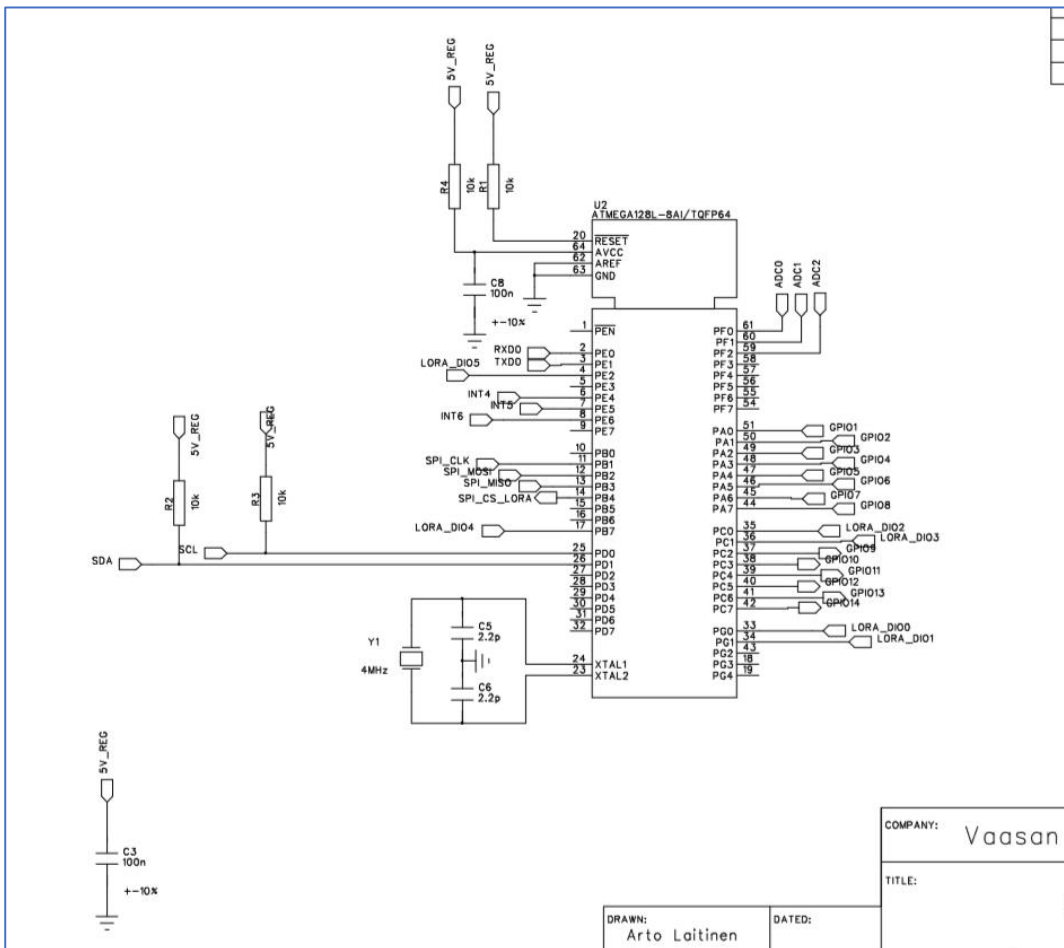 5V_REG
5V_REG
R4
10k
R1
10k
U2
ATMEGA128L-8AI/TQFP64
20 RESET
64 AVCC
62 AREF
63 GND
C8
100n
+-10%
ADC0
ADC1
ADC2
1 PEN
RXD0 2 PE0
TXD0 3 PE1
LORA_DIO5 4 PE2
5 PE3
INT4 6 PE4
INT5 7 PE5
INT6 8 PE6
9 PE7
10 PB0
SPI_CLK 11 PB1
SPI_MOSI 12 PB2
SPI_MISO 13 PB3
SPI_CS_LORA 14 PB4
15 PB5
16 PB6
LORA_DIO4 17 PB7
SCL 25 PD0
SDA 26 PD1
27 PD2
28 PD3
29 PD4
30 PD5
31 PD6
32 PD7
24 XTAL1
23 XTAL2
PF0 61
PF1 60
PF2 59
PF3 58
PF4 57
PF5 56
PF6 55
PF7 54
PA0 51 GPIO1
PA1 50 GPIO2
PA2 49 GPIO3
PA3 48 GPIO4
PA4 47 GPIO5
PA5 46 GPIO6
PA6 45 GPIO7
PA7 44 GPIO8
PC0 35 LORA_DIO2
PC1 36 LORA_DIO3
PC2 37 GPIO9
PC3 38 GPIO10
PC4 39 GPIO11
PC5 40 GPIO12
PC6 41 GPIO13
PC7 42 GPIO14
PG0 33 LORA_DIO0
PG1 34 LORA_DIO1
PG2 43
PG3 18
PG4 19
5V_REG
5V_REG
R2
10k
R3
10k
Y1
4MHz
C5
2.2p
C6
2.2p
5V_REG
C3
100n
+-10%
COMPANY:
Vaasan
TITLE:
DRAWN:
Arto Laitinen
DATED: